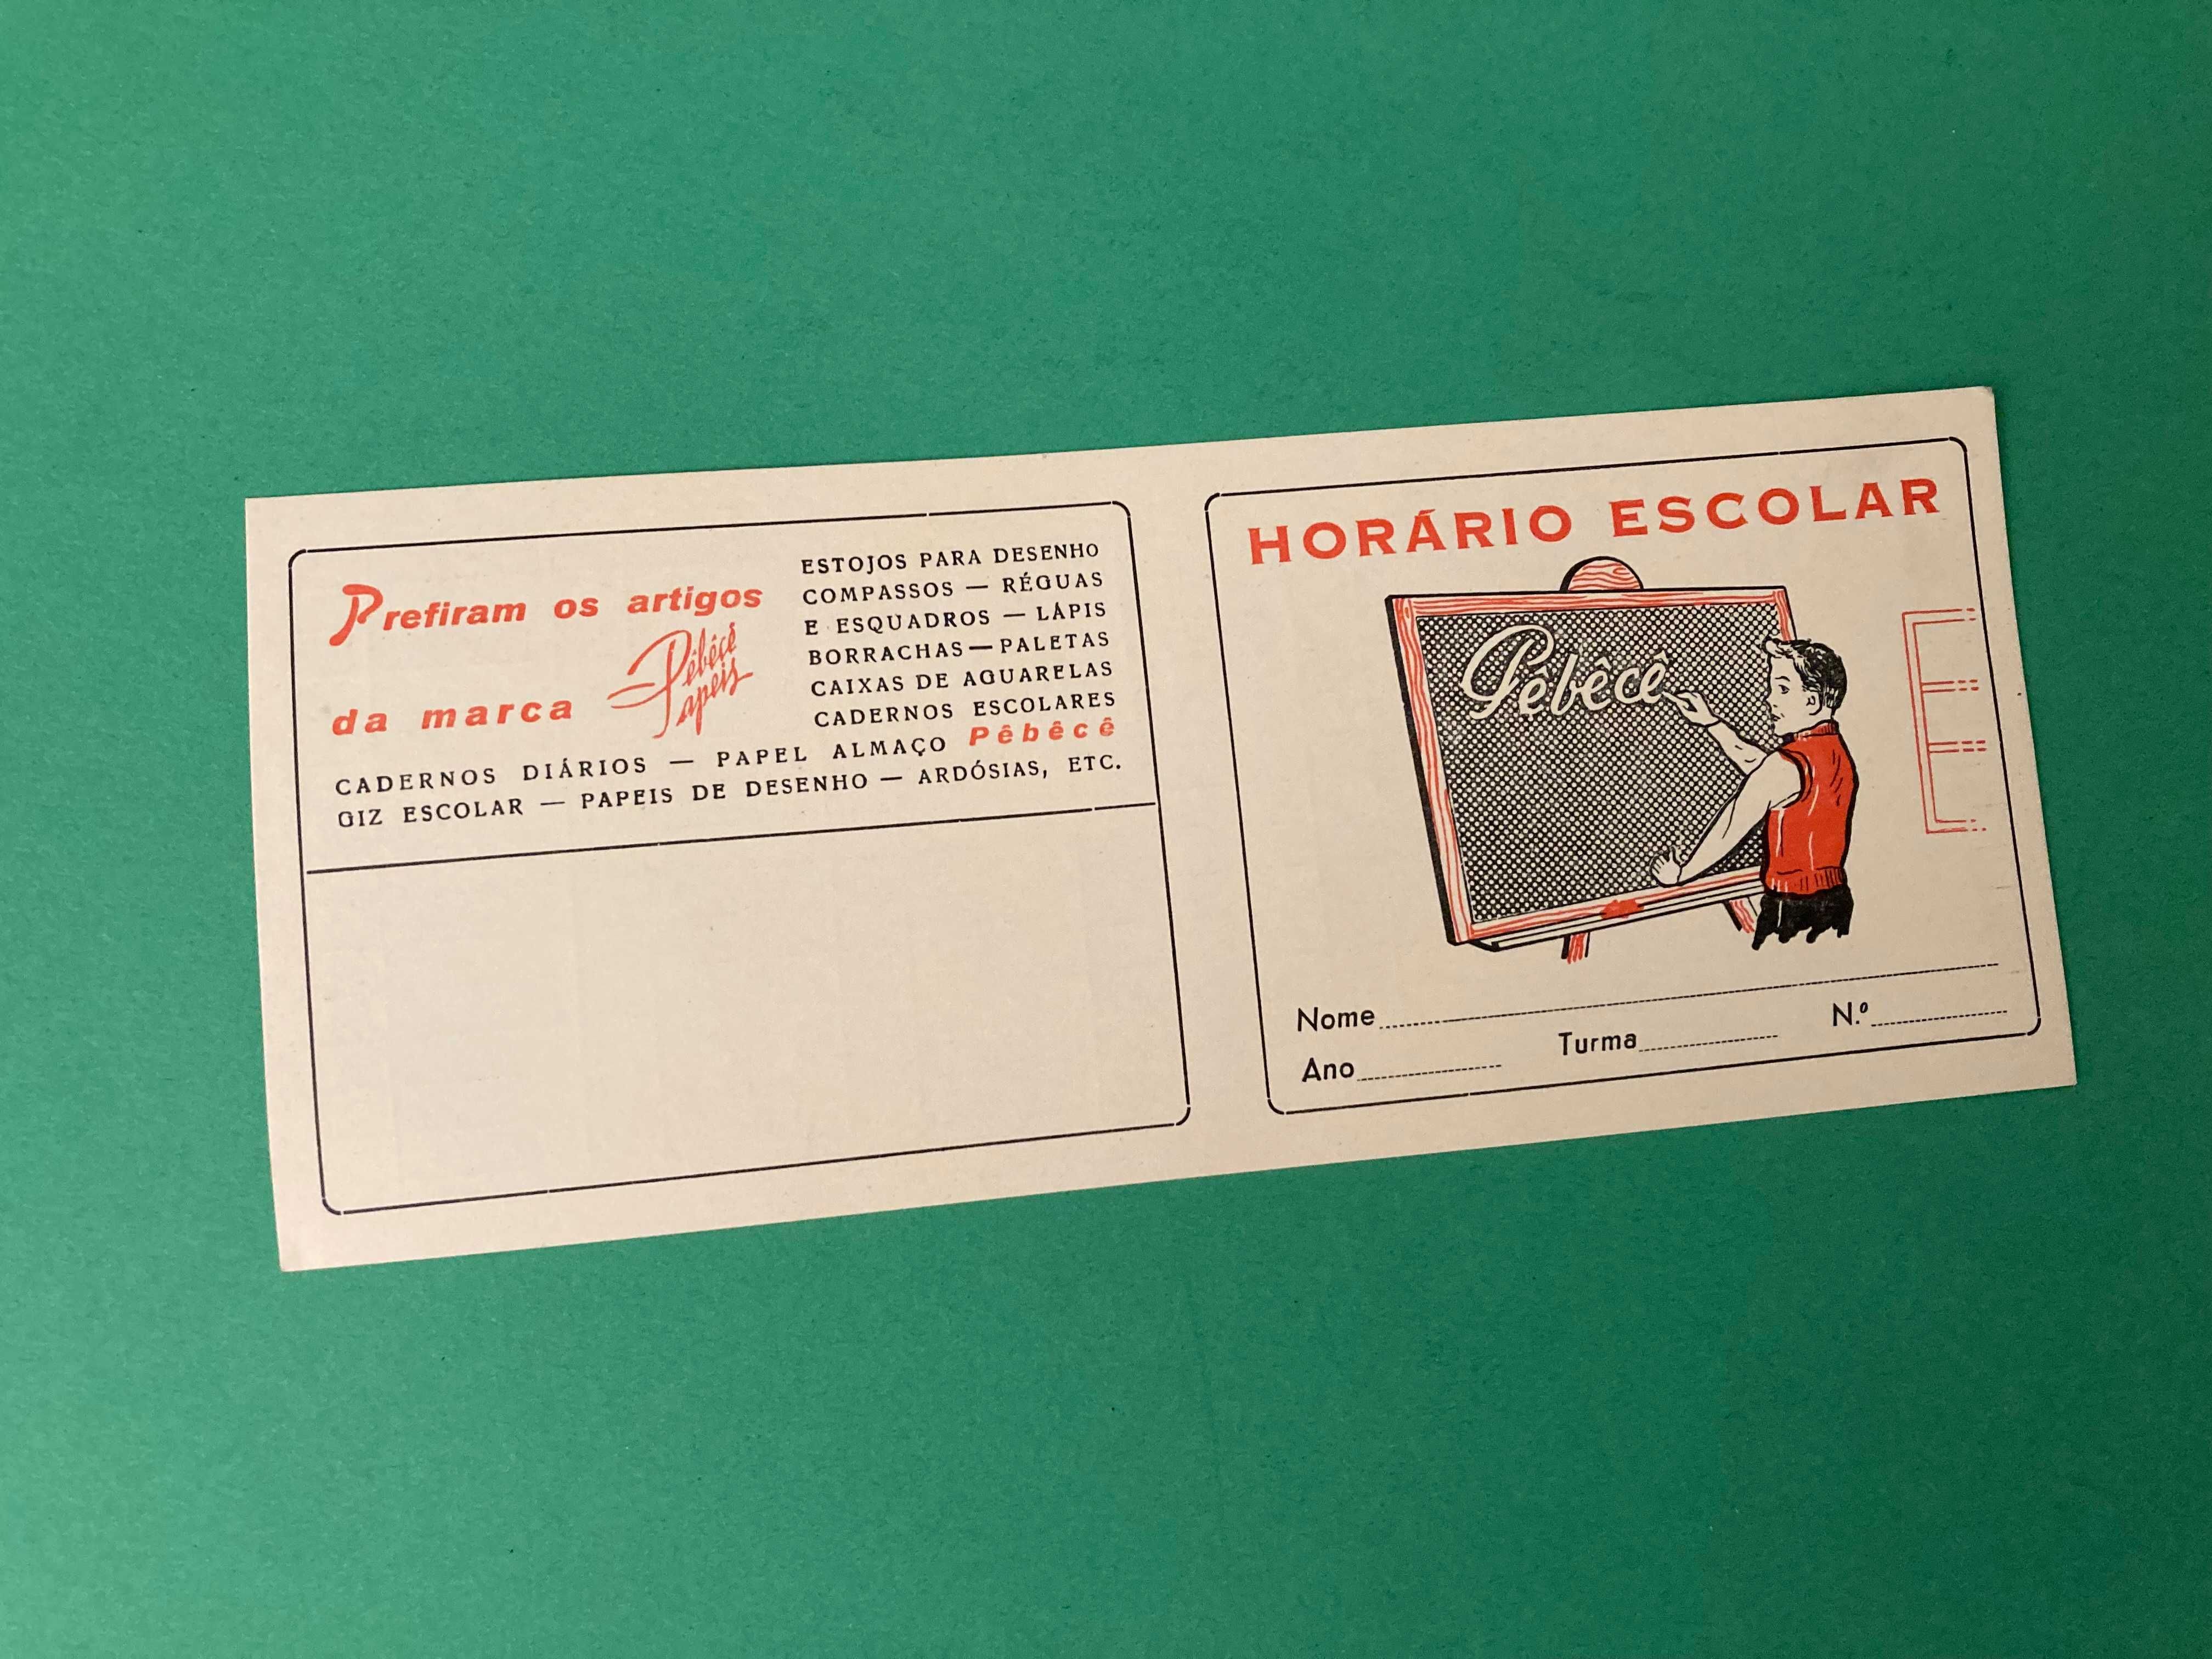 Prefiram os artigos
da marca Pêbêcê
Papeis
ESTOJOS PARA DESENHO
COMPASSOS — RÉGUAS
E ESQUADROS — LÁPIS
BORRACHAS — PALETAS
CAIXAS DE AGUARELAS
CADERNOS ESCOLARES
CADERNOS DIÁRIOS — PAPEL ALMAÇO Pêbêcê
GIZ ESCOLAR — PAPEIS DE DESENHO — ARDÓSIAS, ETC.
HORÁRIO ESCOLAR
Pêbêcê
Nome
Ano Turma N.º